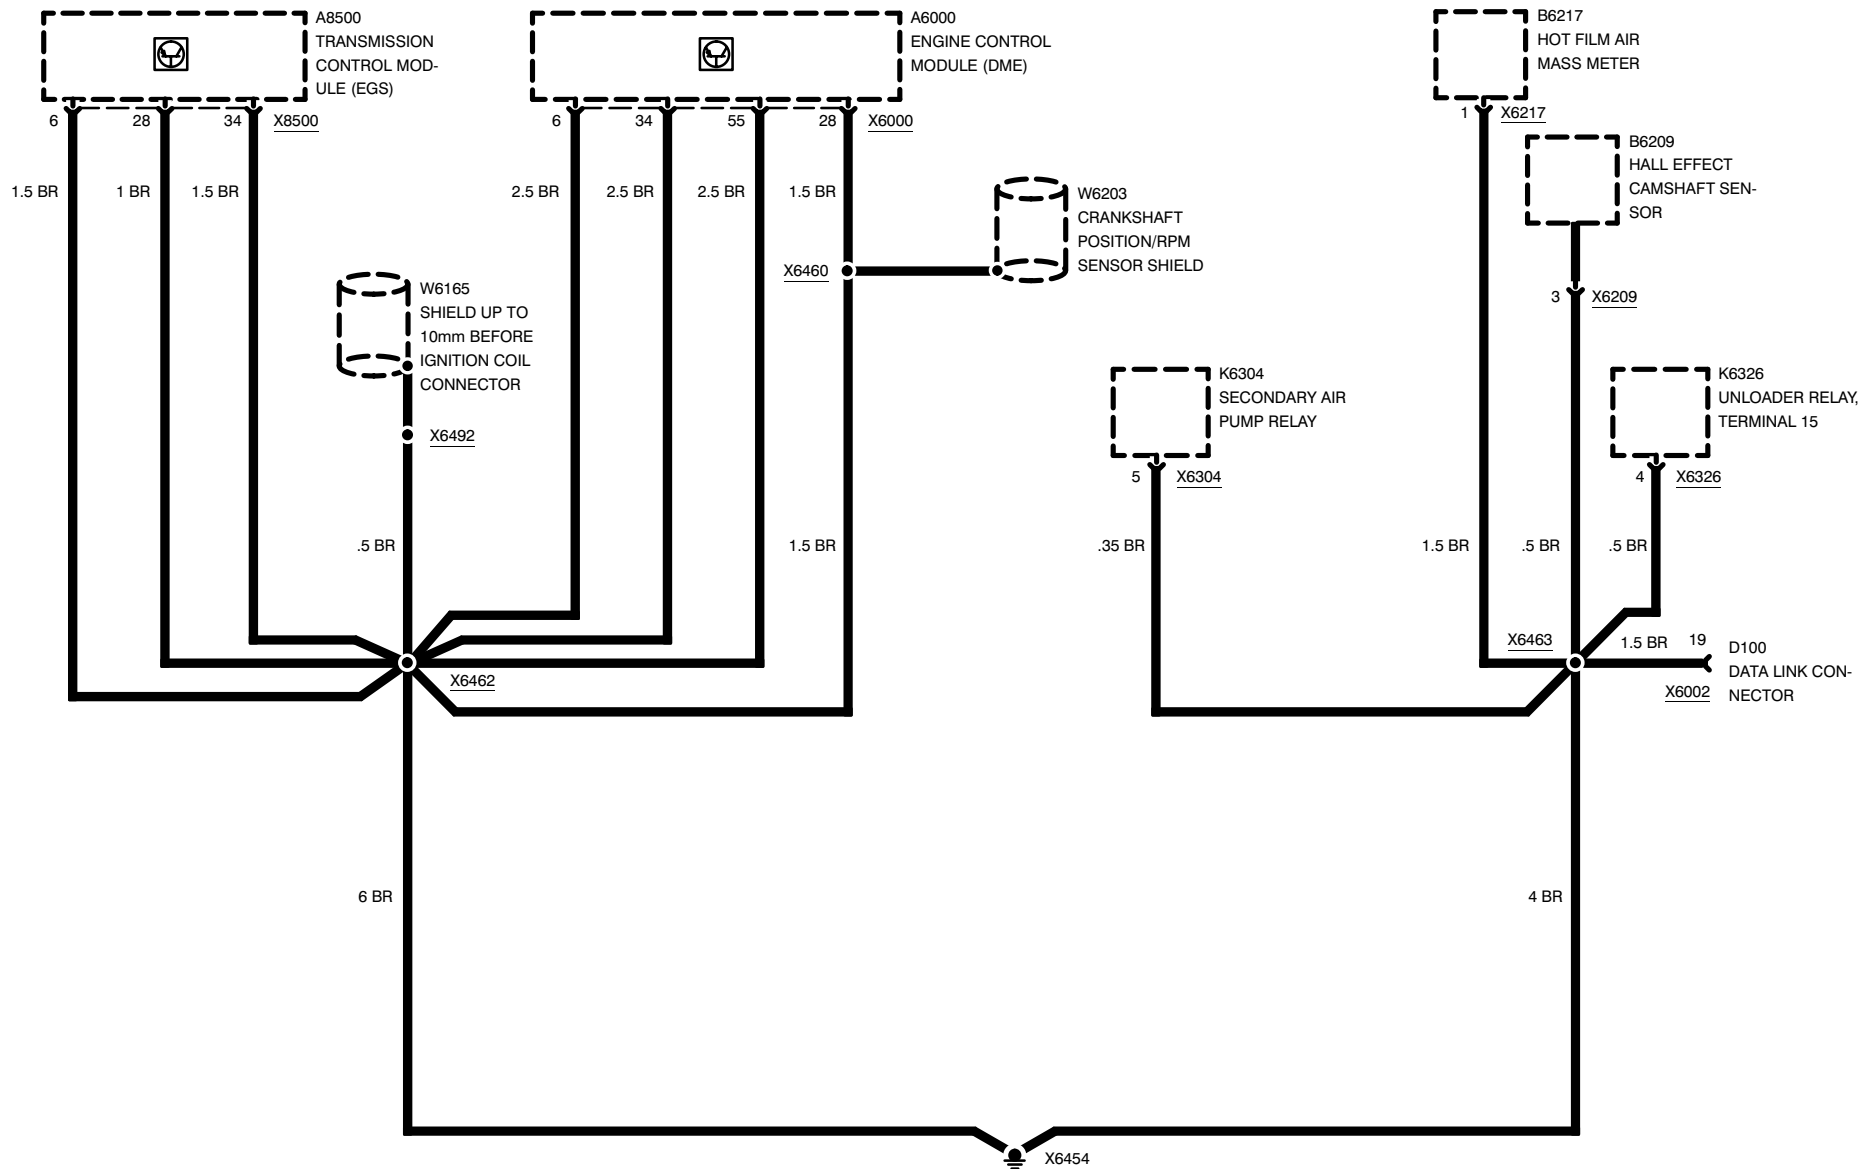 A8500
TRANSMISSION
CONTROL MOD-
ULE (EGS)
A6000
ENGINE CONTROL
MODULE (DME)
B6217
HOT FILM AIR
MASS METER
6
28
34
X8500
6
34
55
28
X6000
1
X6217
B6209
HALL EFFECT
CAMSHAFT SEN-
SOR
1.5 BR
1 BR
1.5 BR
2.5 BR
2.5 BR
2.5 BR
1.5 BR
W6203
CRANKSHAFT
POSITION/RPM
SENSOR SHIELD
X6460
W6165
SHIELD UP TO
10mm BEFORE
IGNITION COIL
CONNECTOR
3
X6209
K6304
SECONDARY AIR
PUMP RELAY
K6326
UNLOADER RELAY,
TERMINAL 15
X6492
5
X6304
4
X6326
.5 BR
1.5 BR
.35 BR
1.5 BR
.5 BR
.5 BR
X6463
1.5 BR
19
D100
DATA LINK CON-
NECTOR
X6462
X6002
6 BR
4 BR
X6454